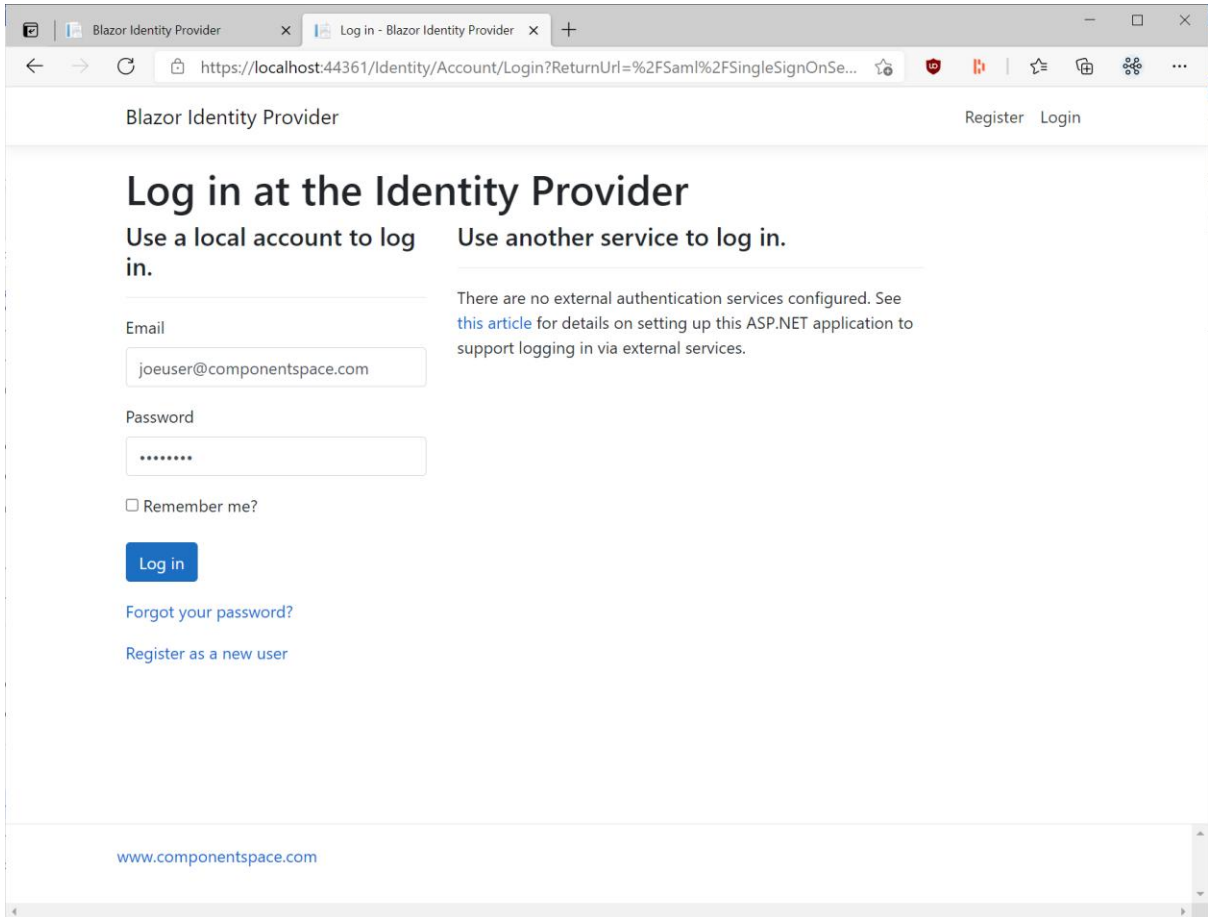 Blazor Identity Provider
Log in - Blazor Identity Provider
https://localhost:44361/Identity/Account/Login?ReturnUrl=%2FSaml%2FSingleSignOnSe...
Blazor Identity Provider
Register Login
Log in at the Identity Provider
Use a local account to log
in.
Email
joeuser@componentspace.com
Password
••••••••
Remember me?
Log in
Forgot your password?
Register as a new user
Use another service to log in.
There are no external authentication services configured. See
this article for details on setting up this ASP.NET application to
support logging in via external services.
www.componentspace.com